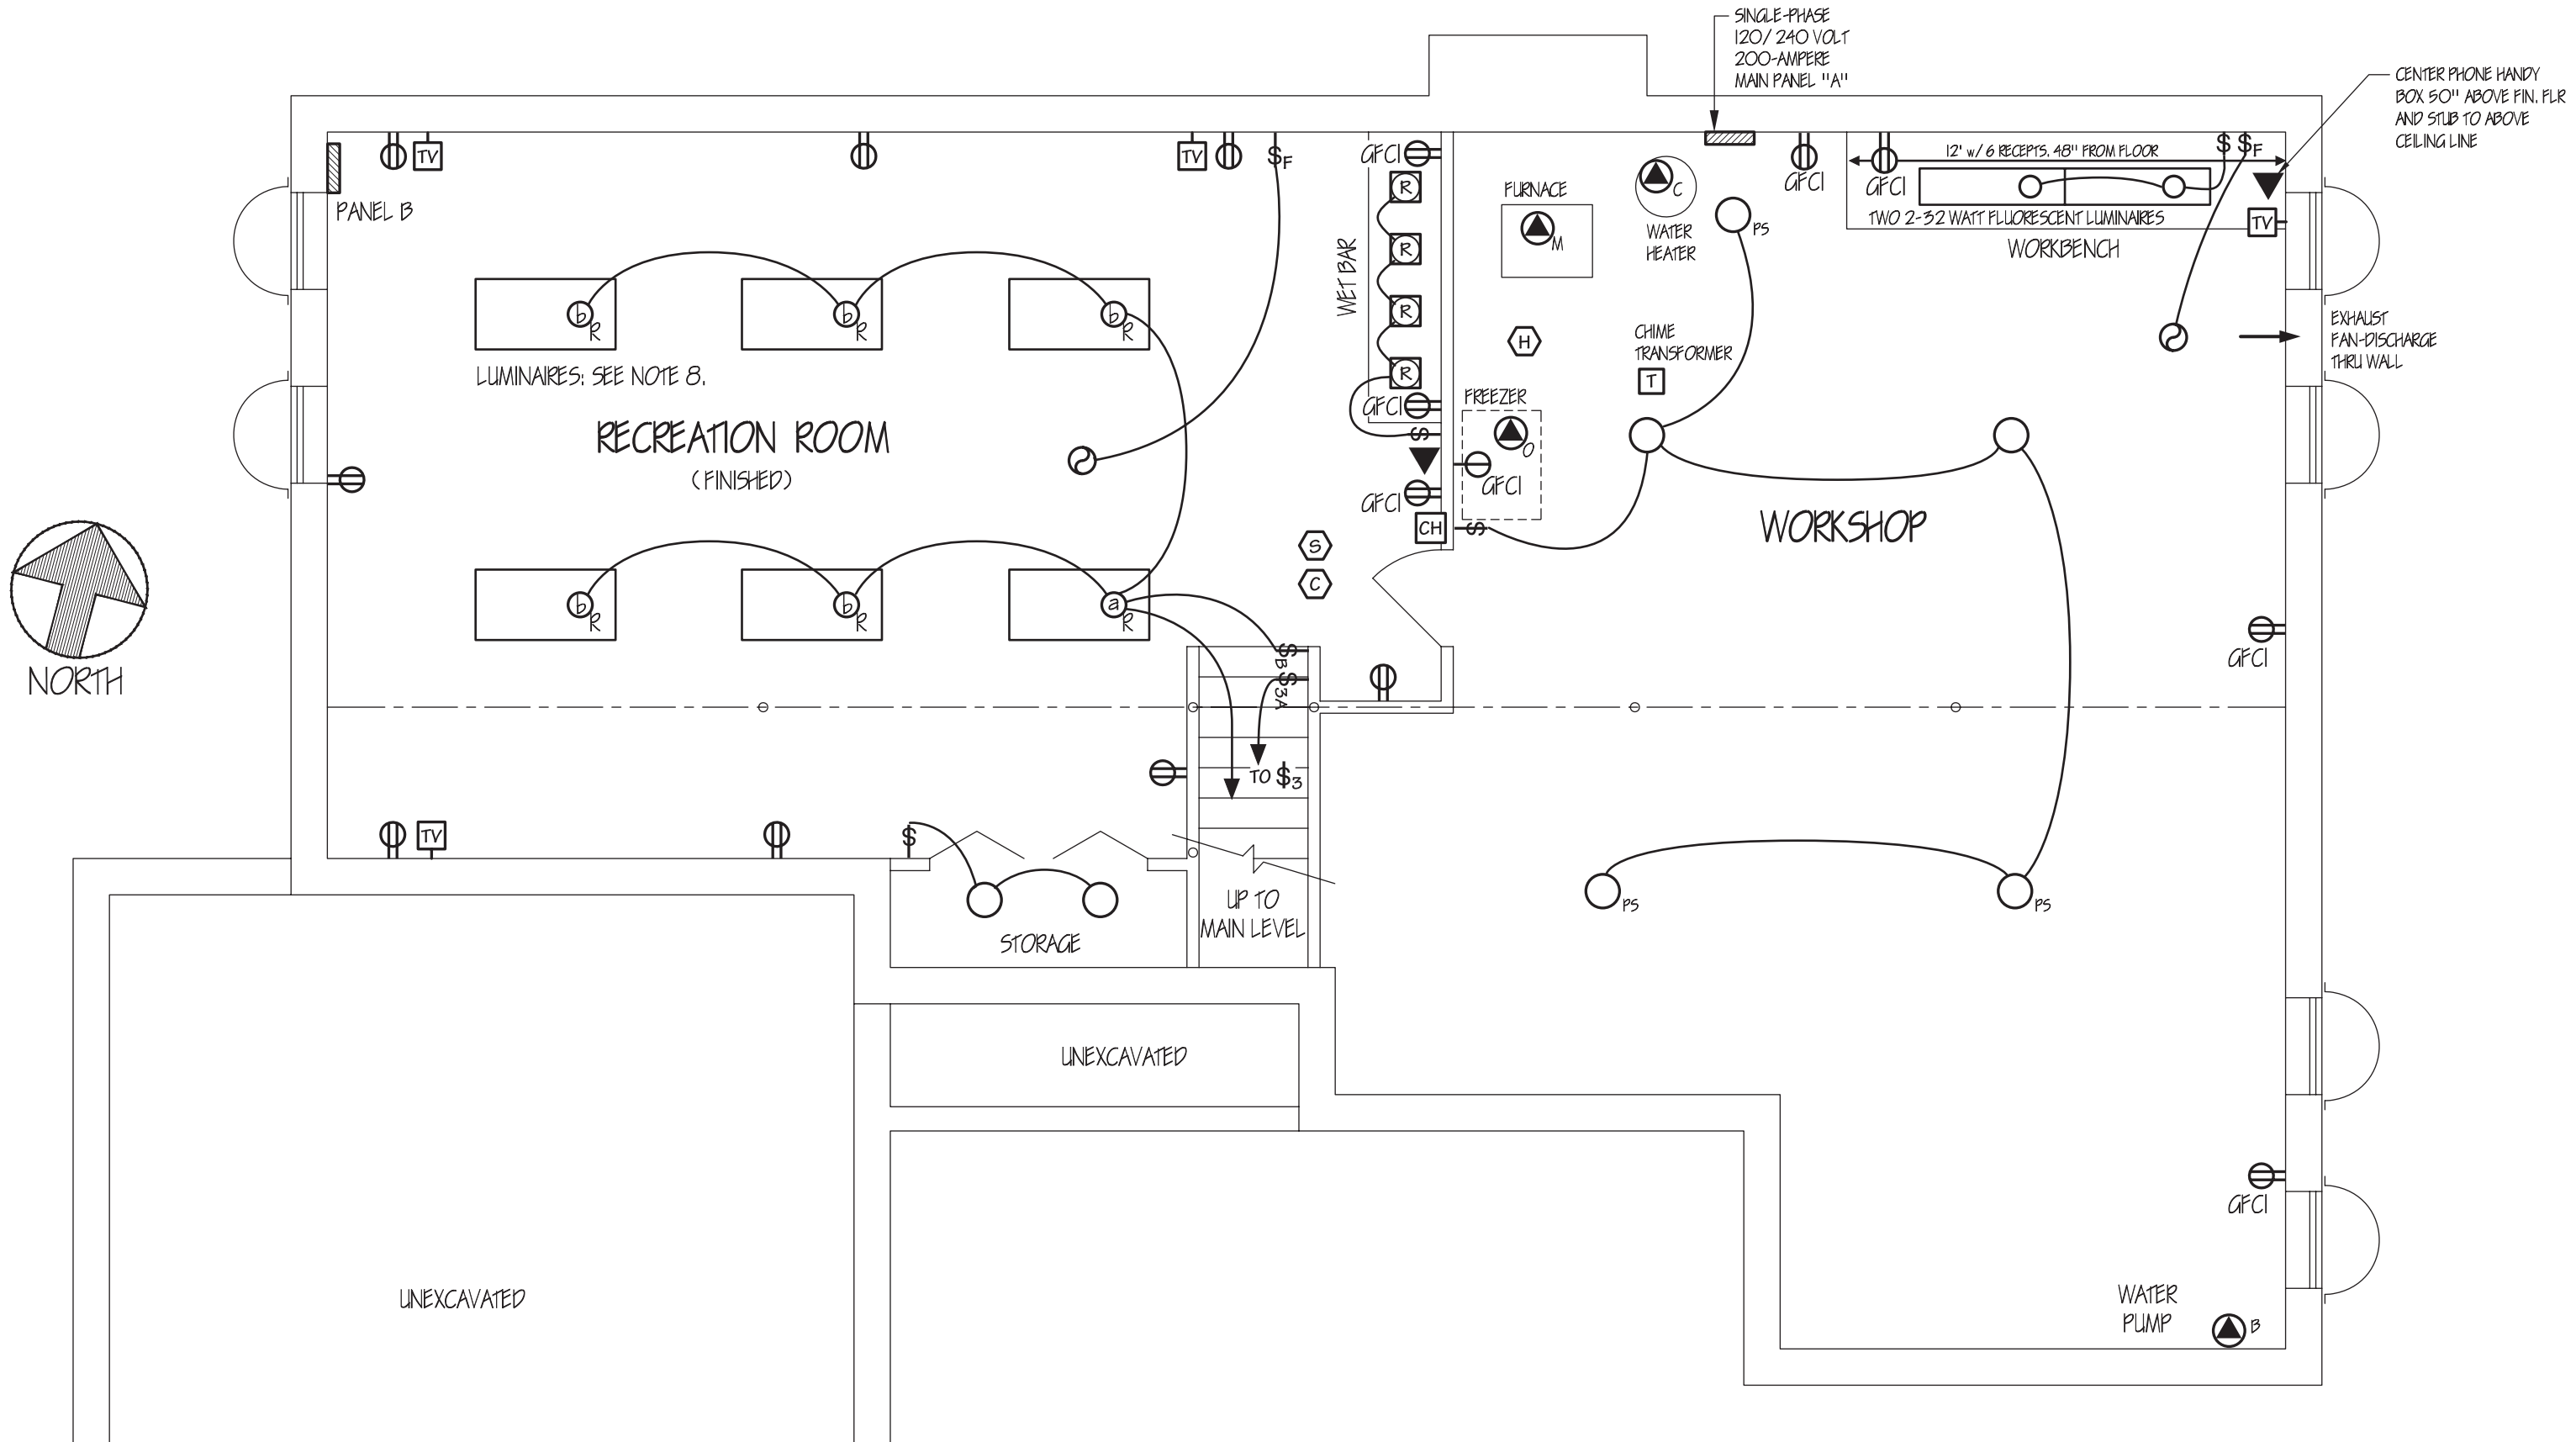 SINGLE-PHASE
120/240 VOLT
200-AMPERE
MAIN PANEL "A"
CENTER PHONE HANDY
BOX 50" ABOVE FIN. FLR
AND STUB TO ABOVE
CEILING LINE
TV
TV
$F
GFCI
GFCI
GFCI
12' w/ 6 RECEPTS. 48" FROM FLOOR
$ $F
TWO 2-32 WATT FLUORESCENT LUMINAIRES
WORKBENCH
TV
PANEL B
R
R
R
R
WET BAR
GFCI
$
FURNACE
M
C
WATER
HEATER
PS
H
CHIME
TRANSFORMER
T
EXHAUST
FAN-DISCHARGE
THRU WALL
b
R
b
R
b
R
LUMINAIRES: SEE NOTE 8.
RECREATION ROOM
(FINISHED)
FREEZER
O
GFCI
GFCI
CH
$
WORKSHOP
S
C
NORTH
b
R
b
R
a
R
$B
$3A
TO $3
GFCI
TV
$
STORAGE
UP TO
MAIN LEVEL
PS
PS
UNEXCAVATED
GFCI
UNEXCAVATED
WATER
PUMP
B